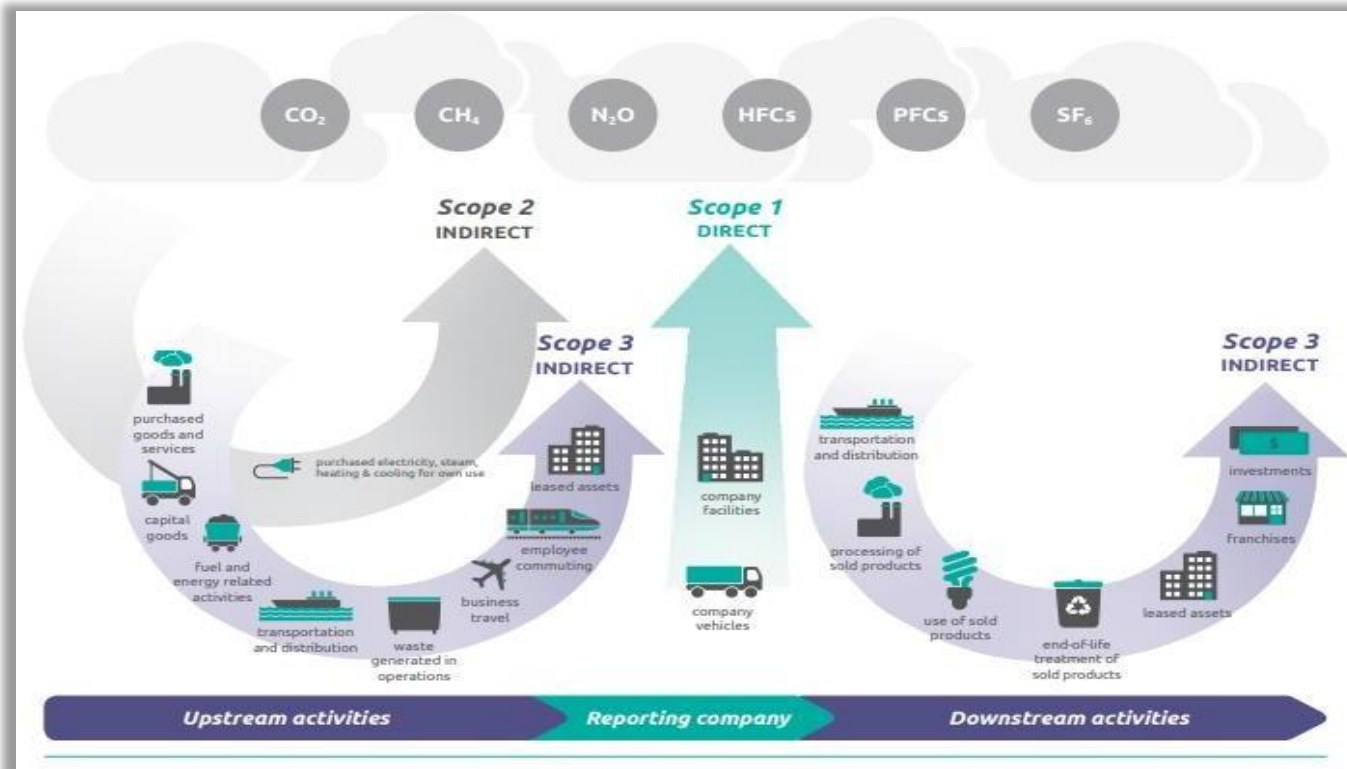 CO₂
CH₄
N₂O
HFCs
PFCs
SF₆
Scope 2
INDIRECT
Scope 1
DIRECT
Scope 3
INDIRECT
Scope 3
INDIRECT
purchased
goods and
services
capital
goods
fuel and
energy related
activities
transportation
and distribution
waste
generated in
operations
business
travel
employee
commuting
leased assets
purchased electricity, steam,
heating & cooling for own use
company
facilities
company
vehicles
transportation
and distribution
processing of
sold products
use of sold
products
end-of-life
treatment of
sold products
leased assets
franchises
$
investments
Upstream activities
Reporting company
Downstream activities